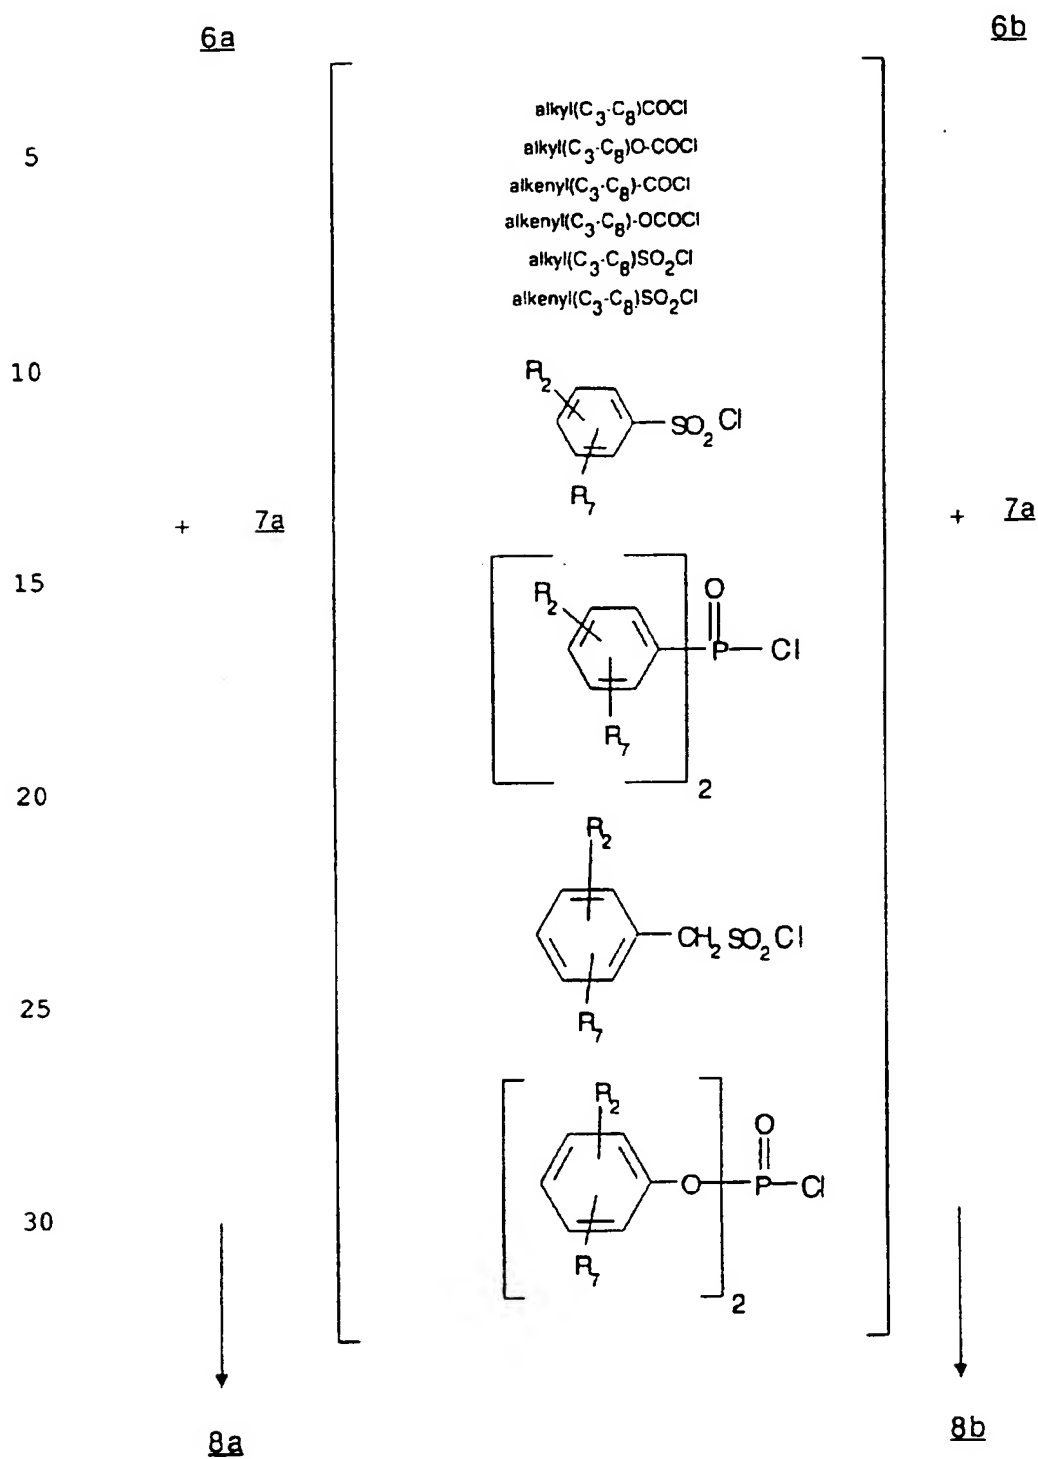 6a 6b
alkyl(C3-C8)COCl
5 alkyl(C3-C8)O-COCl
alkenyl(C3-C8)-COCl
alkenyl(C3-C8)-OCOCl
alkyl(C3-C8)SO2Cl
alkenyl(C3-C8)SO2Cl
10 R2
SO2Cl
R7
+ 7a + 7a
15 R2 O
P Cl
R7
20 2
R2
CH2SO2Cl
25 R7
R2 O
O P Cl
30 R7
2
8a 8b